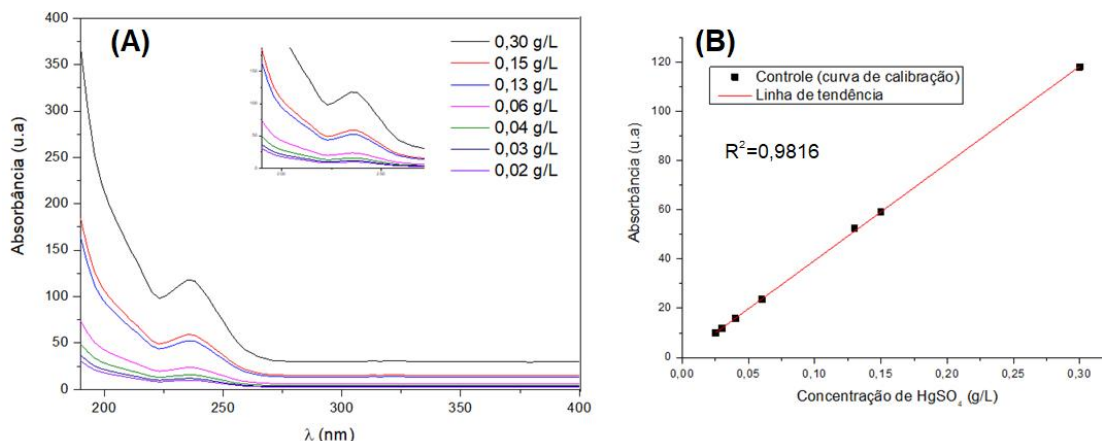 (A)
400
350
300
250
200
150
100
50
0
Absorbância (u.a)
200
250
300
350
400
λ (nm)
0,30 g/L
0,15 g/L
0,13 g/L
0,06 g/L
0,04 g/L
0,03 g/L
0,02 g/L
(B)
140
120
100
80
60
40
20
0
Absorbância (u.a)
Controle (curva de calibração)
Linha de tendência
R²=0,9816
0,00
0,05
0,10
0,15
0,20
0,25
0,30
Concentração de HgSO₄ (g/L)